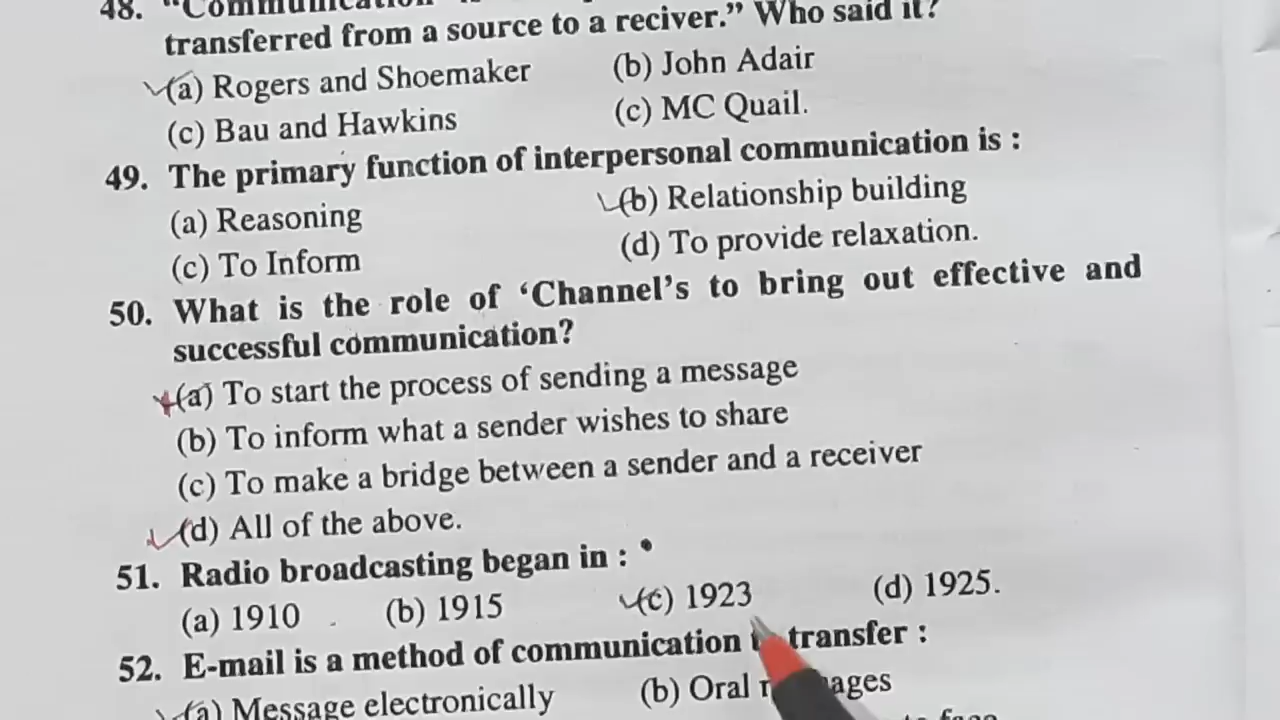 48. "Communication
transferred from a source to a reciver." Who said it?
(a) Rogers and Shoemaker (b) John Adair
(c) Bau and Hawkins (c) MC Quail.
49. The primary function of interpersonal communication is :
(a) Reasoning (b) Relationship building
(c) To Inform (d) To provide relaxation.
50. What is the role of ‘Channel’s to bring out effective and
successful communication?
(a) To start the process of sending a message
(b) To inform what a sender wishes to share
(c) To make a bridge between a sender and a receiver
(d) All of the above.
51. Radio broadcasting began in :
(a) 1910 (b) 1915 (c) 1923 (d) 1925.
52. E-mail is a method of communication transfer :
(a) Message electronically (b) Oral